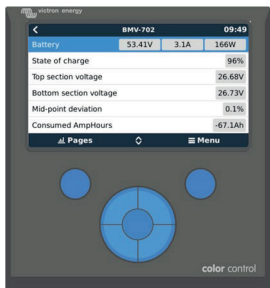 victron energy
BMV-702 09:49
Battery 53.41V 3.1A 166W
State of charge 96%
Top section voltage 26.68V
Bottom section voltage 26.73V
Mid-point deviation 0.1%
Consumed AmpHours -67.1Ah
Pages Menu
color control